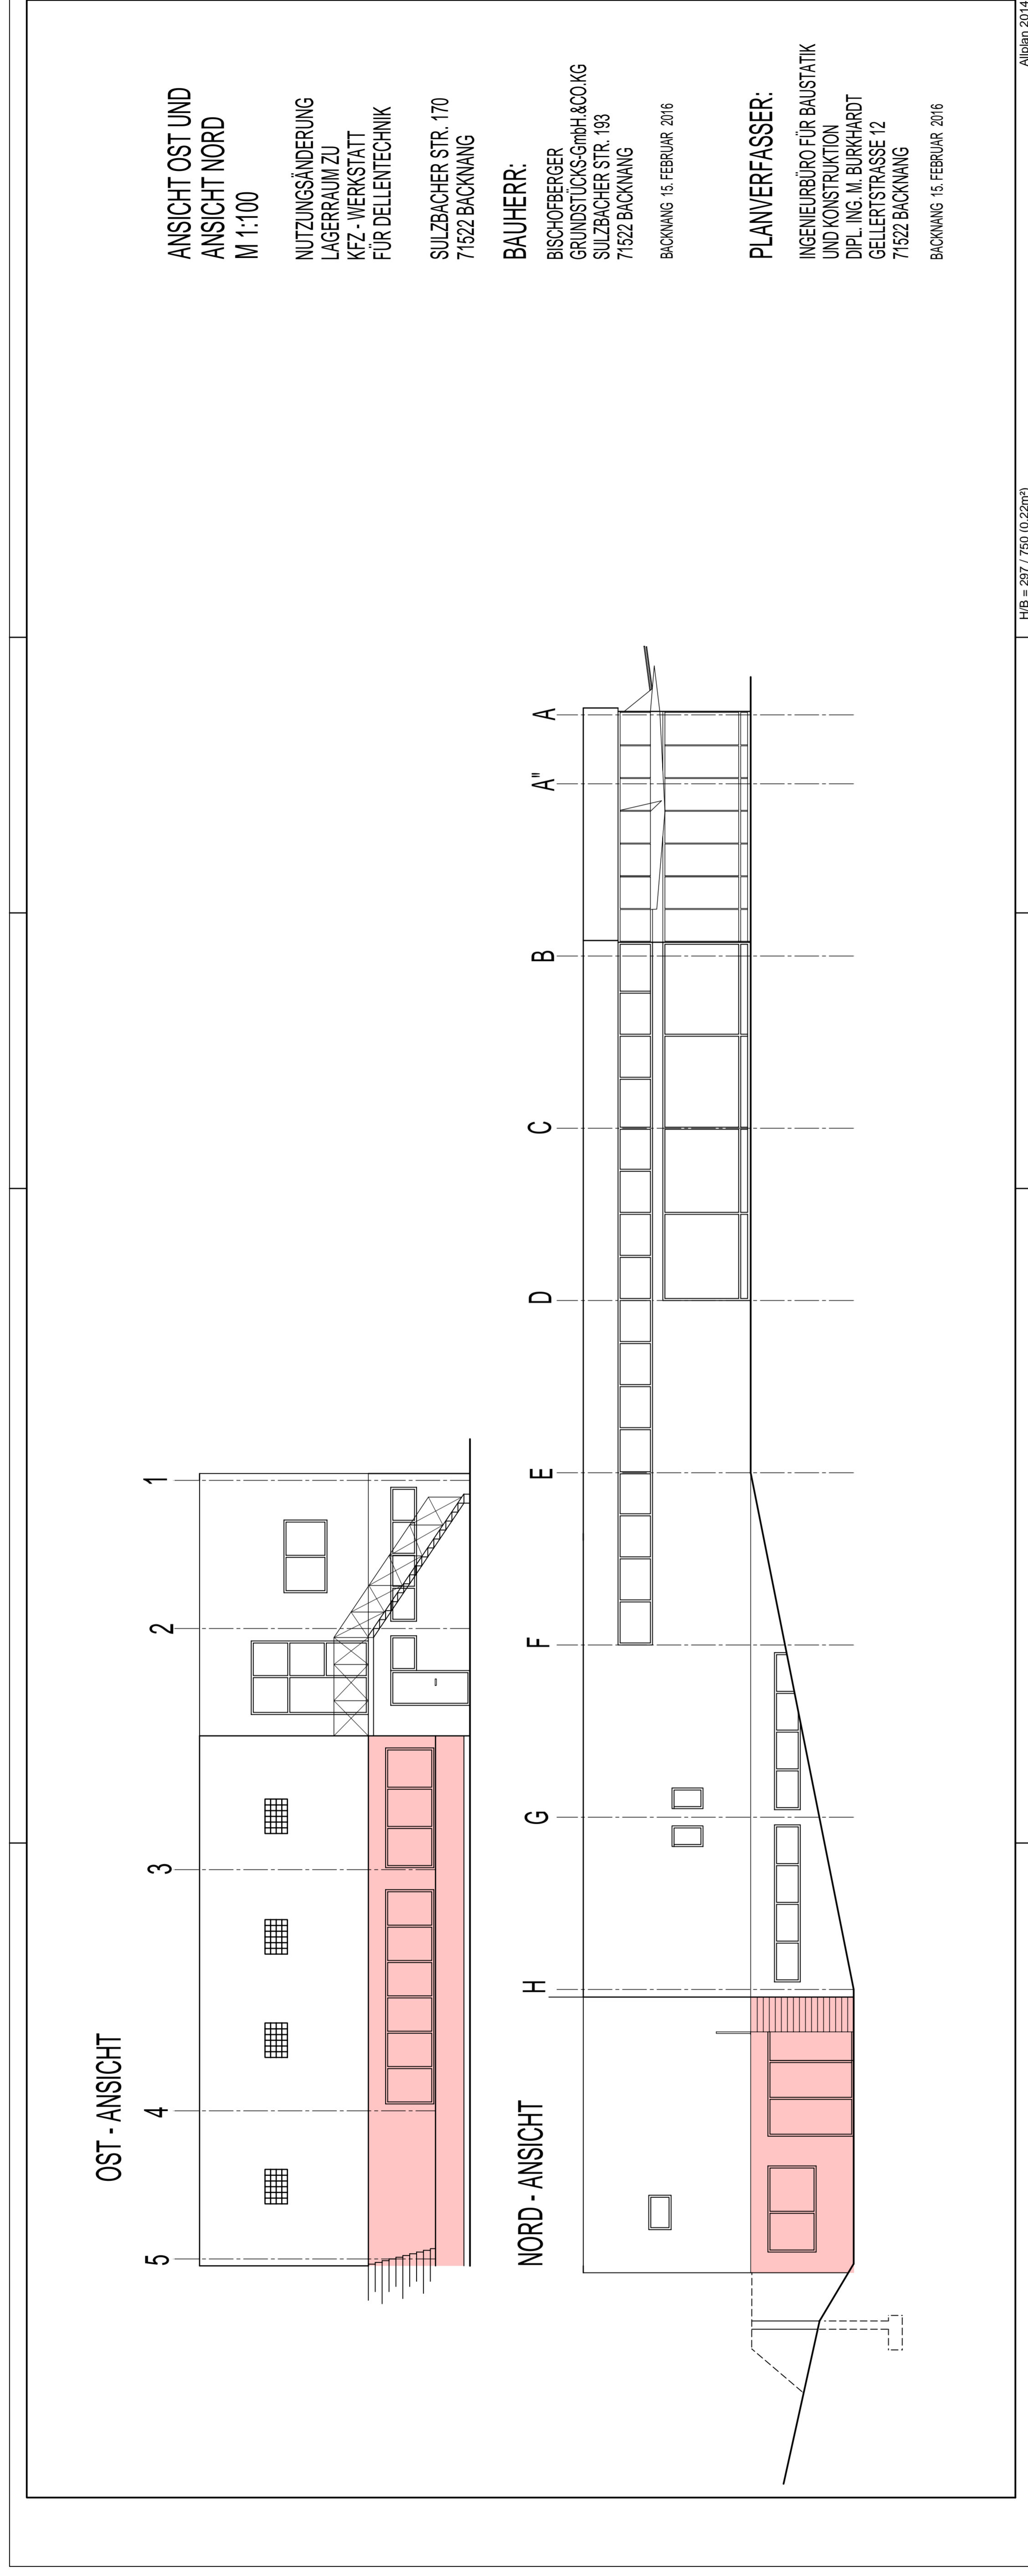 OST - ANSICHT
5
4
3
2
1
NORD - ANSICHT
H
G
F
E
D
C
B
A"
A
ANSICHT OST UND
ANSICHT NORD
M 1:100
NUTZUNGSÄNDERUNG
LAGERRAUM ZU
KFZ - WERKSTATT
FÜR DELLENTECHNIK
SULZBACHER STR. 170
71522 BACKNANG
BAUHERR:
BISCHOFBERGER
GRUNDSTÜCKS-GmbH.&CO.KG
SULZBACHER STR. 193
71522 BACKNANG
BACKNANG 15. FEBRUAR 2016
PLANVERFASSER:
INGENIEURBÜRO FÜR BAUSTATIK
UND KONSTRUKTION
DIPL. ING. M. BURKHARDT
GELLERTSTRASSE 12
71522 BACKNANG
BACKNANG 15. FEBRUAR 2016
H/B = 297 / 750 (0.22m²)
Allplan 2014